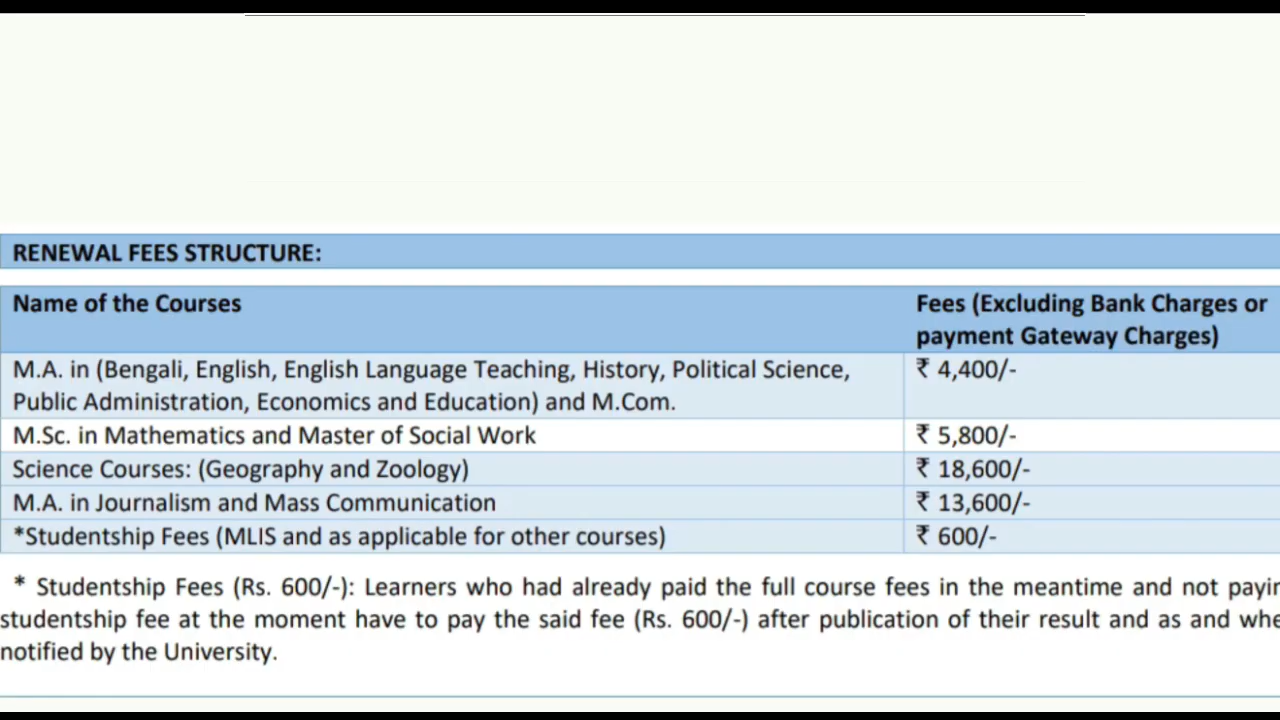 RENEWAL FEES STRUCTURE:
Name of the Courses
Fees (Excluding Bank Charges or
payment Gateway Charges)
M.A. in (Bengali, English, English Language Teaching, History, Political Science,
Public Administration, Economics and Education) and M.Com.
₹ 4,400/-
M.Sc. in Mathematics and Master of Social Work
₹ 5,800/-
Science Courses: (Geography and Zoology)
₹ 18,600/-
M.A. in Journalism and Mass Communication
₹ 13,600/-
*Studentship Fees (MLIS and as applicable for other courses)
₹ 600/-
* Studentship Fees (Rs. 600/-): Learners who had already paid the full course fees in the meantime and not
studentship fee at the moment have to pay the said fee (Rs. 600/-) after publication of their result and as and
notified by the University.